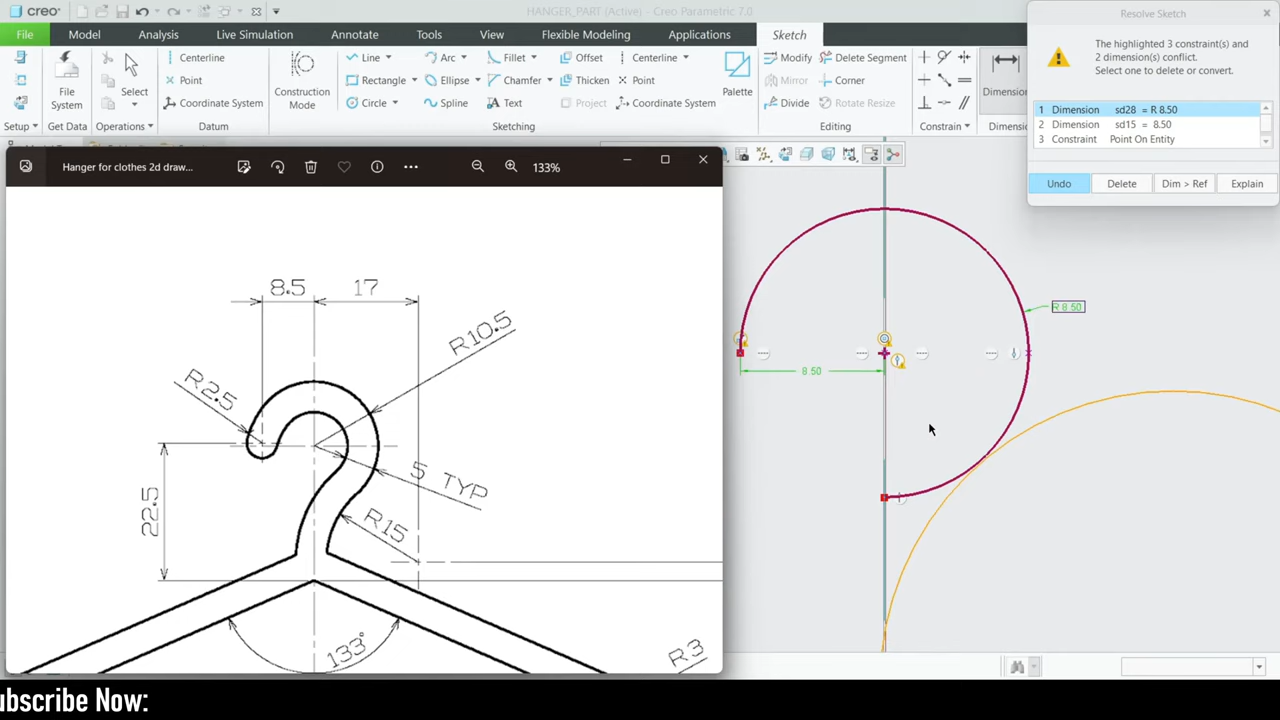 creo
HANGER_PART (Active) - Creo Parametric 7.0
File
Model
Analysis
Live Simulation
Annotate
Tools
View
Flexible Modeling
Applications
Sketch
File System
Select
Centerline
Point
Coordinate System
Construction Mode
Line
Arc
Fillet
Offset
Centerline
Rectangle
Ellipse
Chamfer
Thicken
Point
Circle
Spline
Text
Project
Coordinate System
Palette
Modify
Delete Segment
Mirror
Corner
Divide
Rotate Resize
Dimension
Setup
Get Data
Operations
Datum
Sketching
Editing
Constrain
Resolve Sketch
The highlighted 3 constraint(s) and
2 dimension(s) conflict.
Select one to delete or convert.
1 Dimension sd28 = R 8.50
2 Dimension sd15 = 8.50
3 Constraint Point On Entity
Undo
Delete
Dim > Ref
Explain
Hanger for clothes 2d draw...
133%
8.5
17
R10.5
R2.5
5 TYP
22.5
R15
133°
R3
R 8.50
8.50
ubscribe Now: